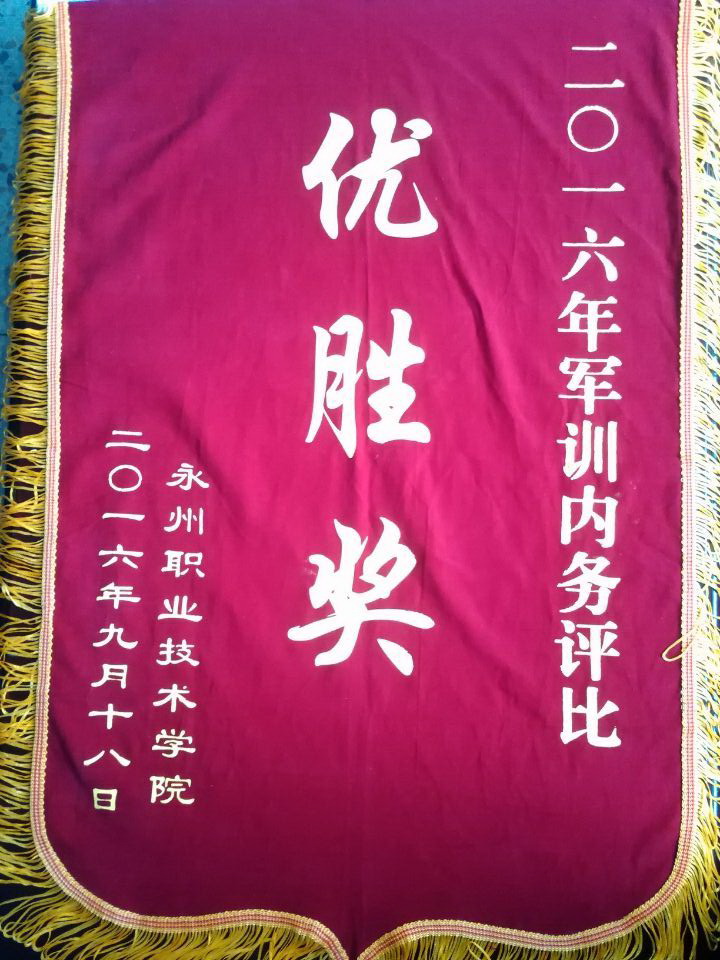 二〇一六年军训内务评比
优胜奖
永州职业技术学院
二〇一六年九月十八日